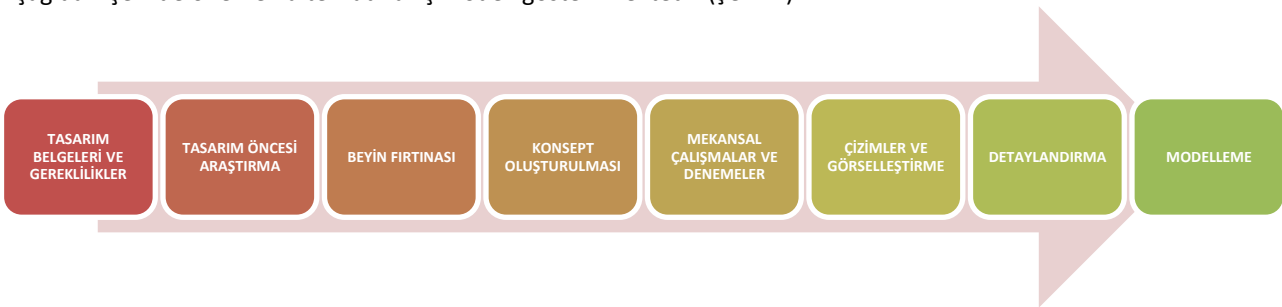 TASARIM
BELGELERİ VE
GEREKLİLİKLER
TASARIM ÖNCESİ
ARAŞTIRMA
BEYİN FIRTINASI
KONSEPT
OLUŞTURULMASI
MEKANSAL
ÇALIŞMALAR VE
DENEMELER
ÇİZİMLER VE
GÖRSELLEŞTİRME
DETAYLANDIRMA
MODELLEME